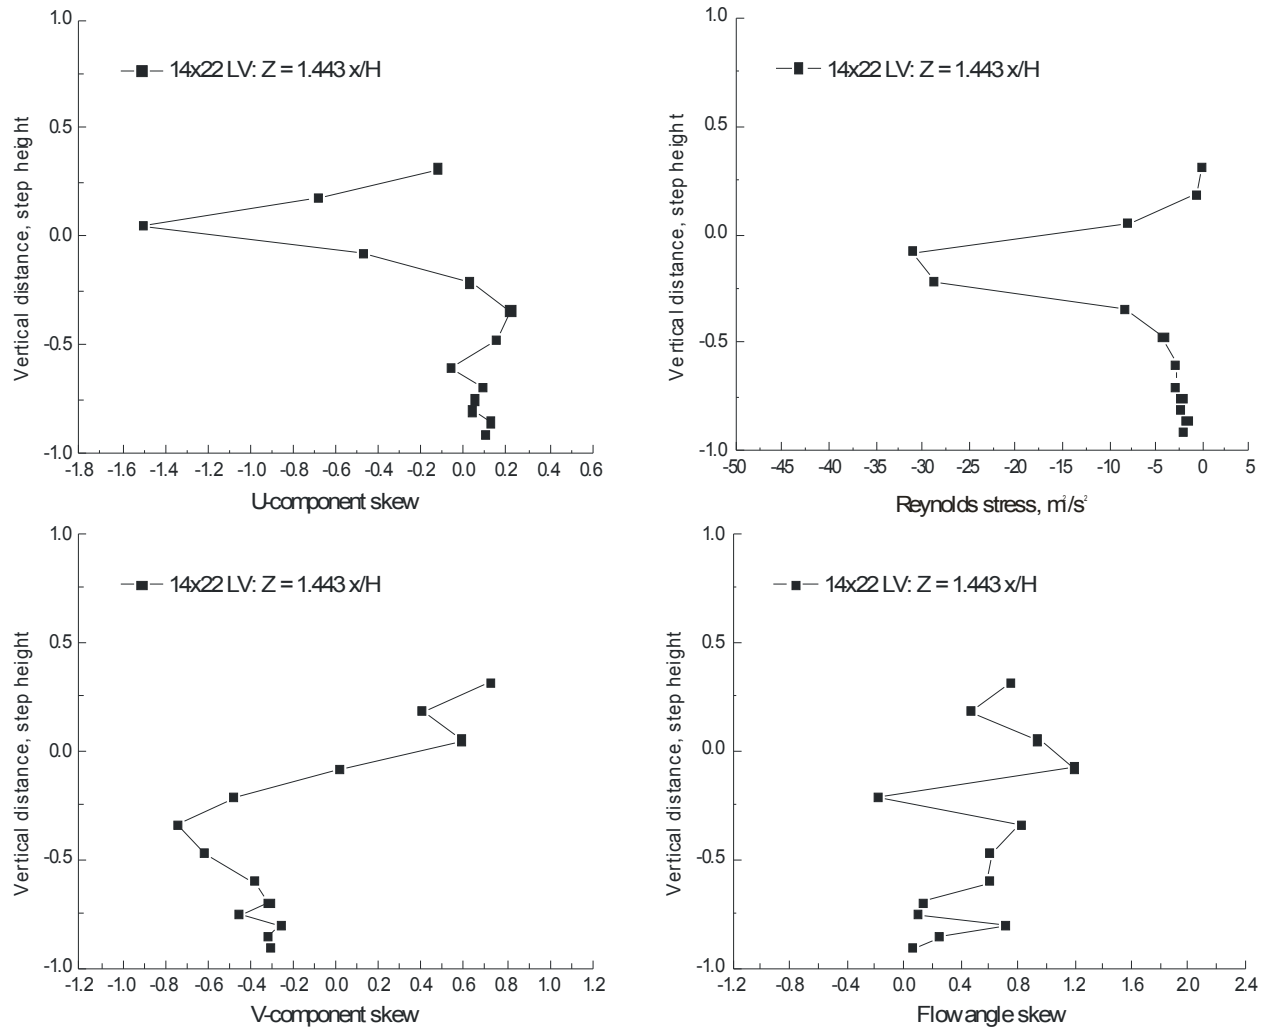 1.0
14x22 LV: Z = 1.443 x/H
0.5
0.0
-0.5
-1.0
Vertical distance, step height
-1.8 -1.6 -1.4 -1.2 -1.0 -0.8 -0.6 -0.4 -0.2 0.0 0.2 0.4 0.6
U-component skew
1.0
14x22 LV: Z = 1.443 x/H
0.5
0.0
-0.5
-1.0
Vertical distance, step height
-50 -45 -40 -35 -30 -25 -20 -15 -10 -5 0 5
Reynolds stress, m²/s²
1.0
14x22 LV: Z = 1.443 x/H
0.5
0.0
-0.5
-1.0
Vertical distance, step height
-1.2 -1.0 -0.8 -0.6 -0.4 -0.2 0.0 0.2 0.4 0.6 0.8 1.0 1.2
V-component skew
1.0
14x22 LV: Z = 1.443 x/H
0.5
0.0
-0.5
-1.0
Vertical distance, step height
-1.2 -0.8 -0.4 0.0 0.4 0.8 1.2 1.6 2.0 2.4
Flow angle skew